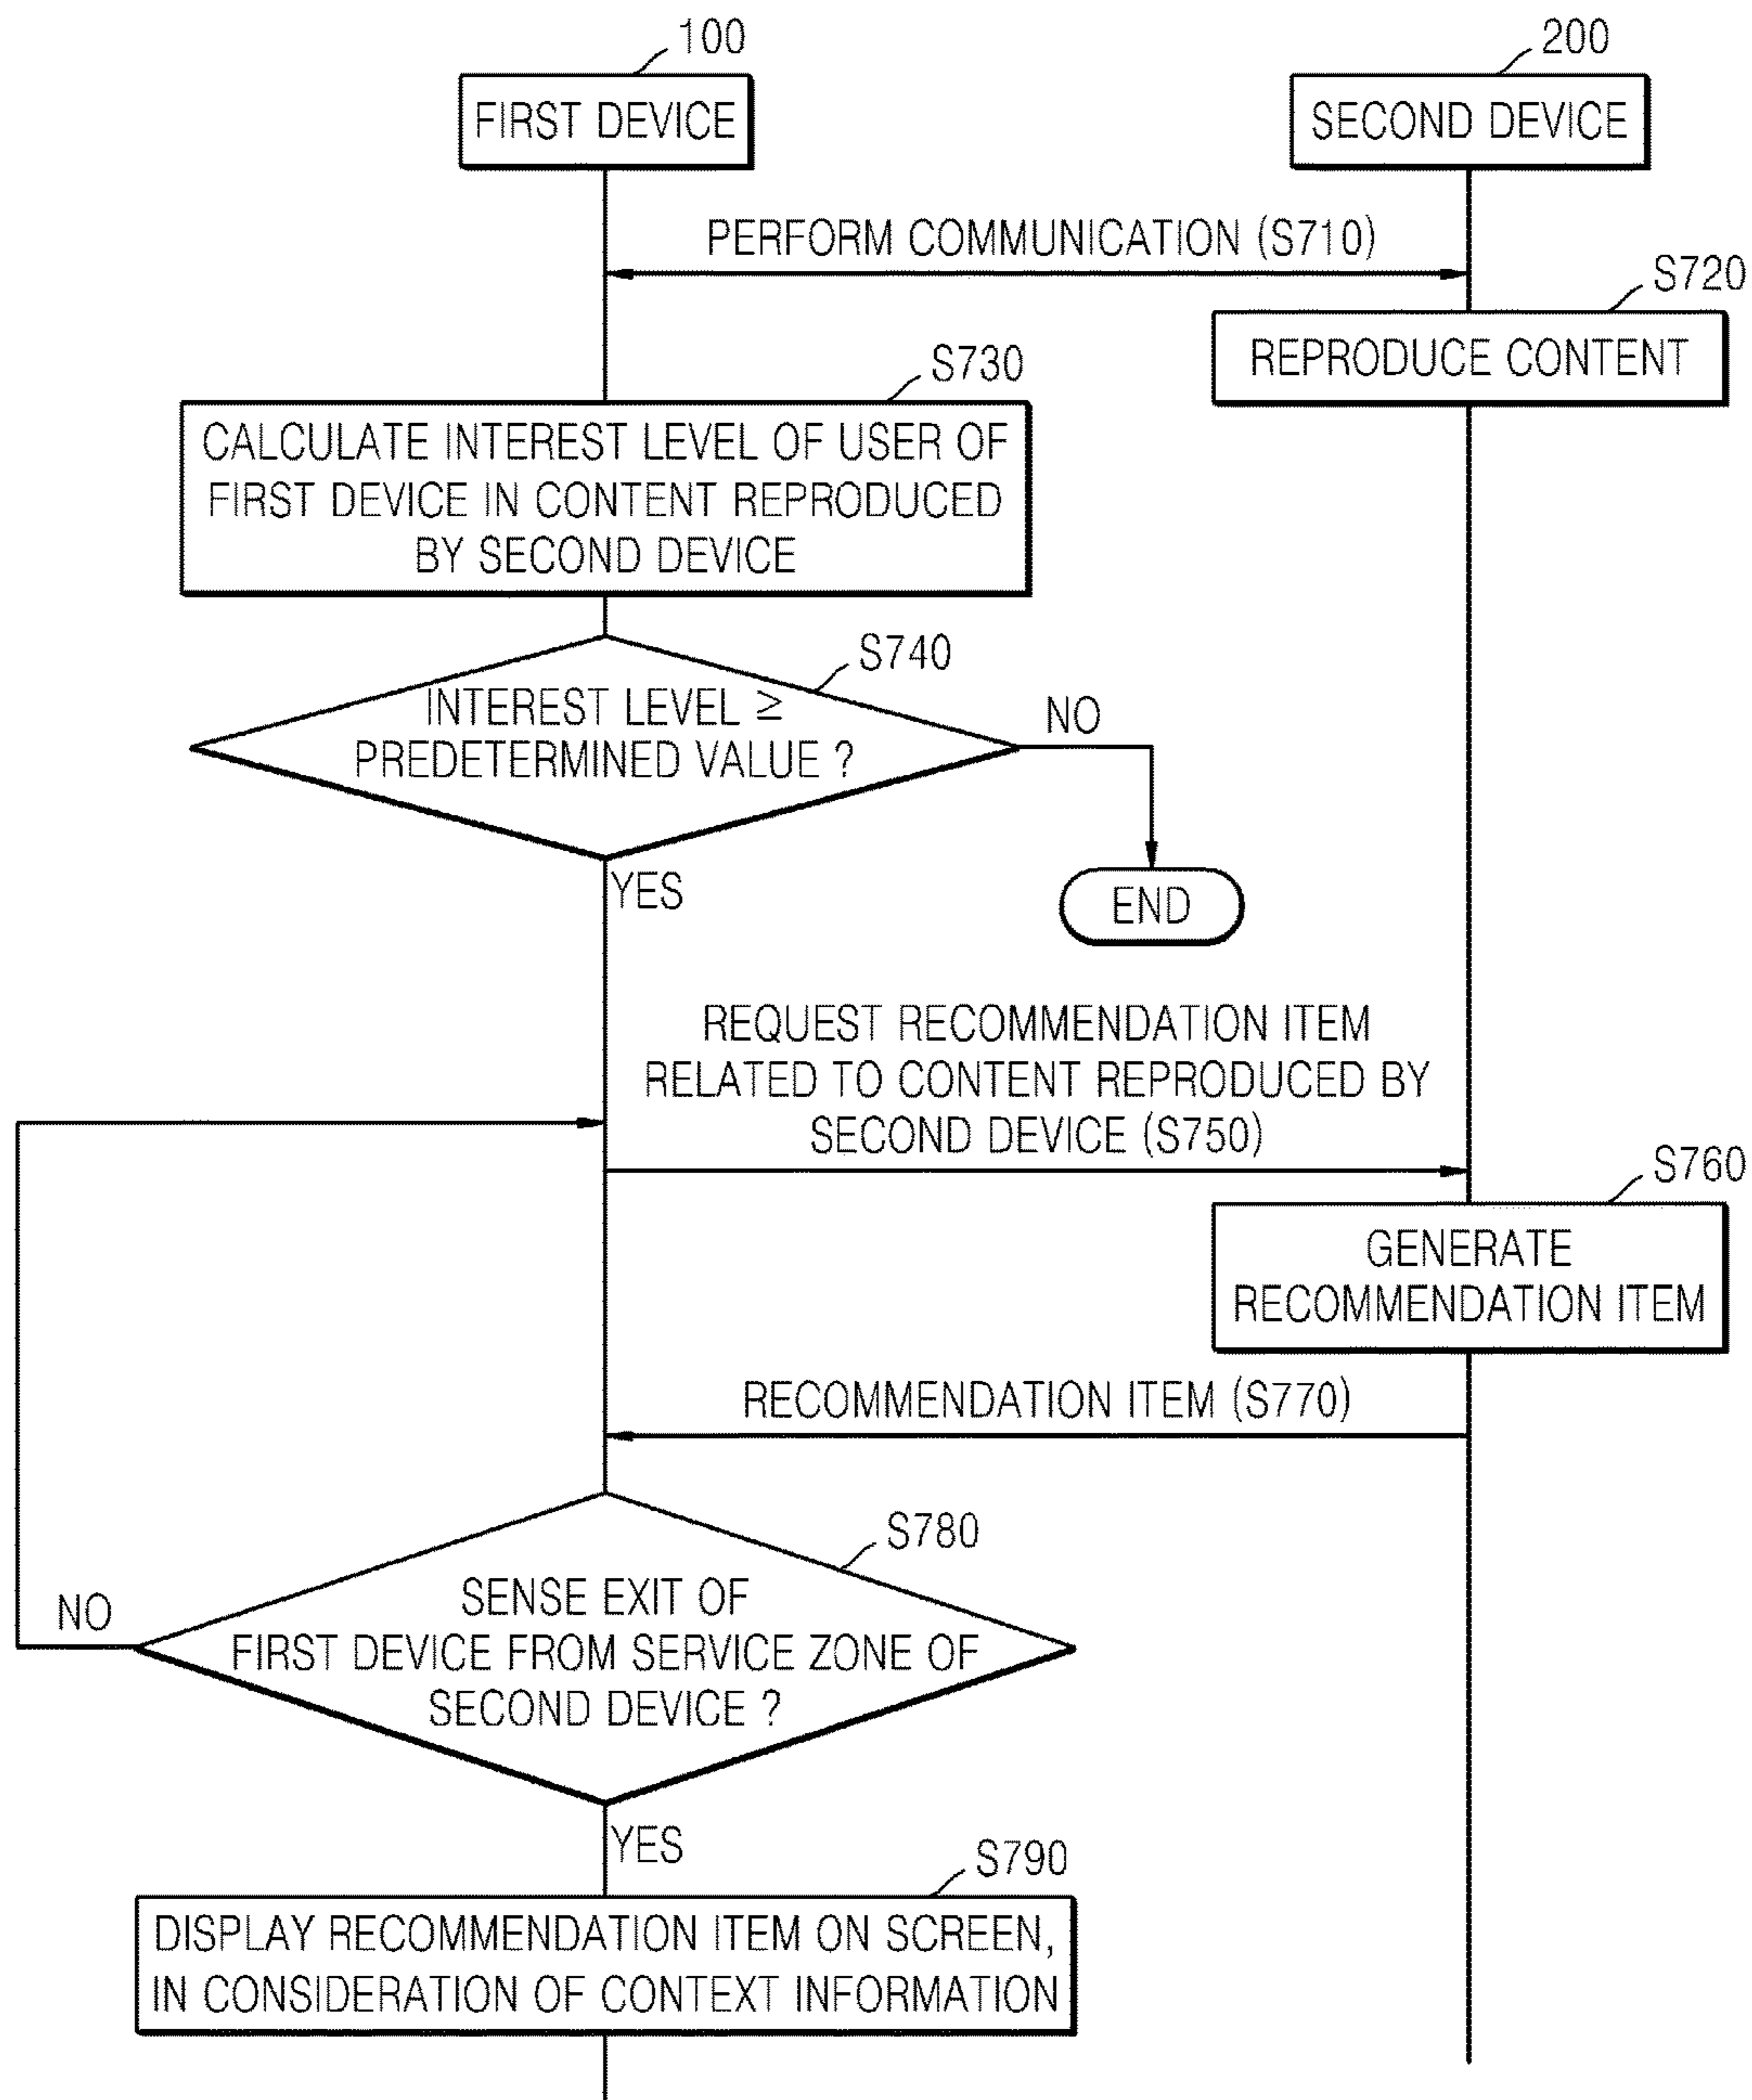 100
200
FIRST DEVICE
SECOND DEVICE
PERFORM COMMUNICATION (S710)
S720
REPRODUCE CONTENT
S730
CALCULATE INTEREST LEVEL OF USER OF
FIRST DEVICE IN CONTENT REPRODUCED
BY SECOND DEVICE
S740
INTEREST LEVEL ≥
PREDETERMINED VALUE ?
NO
YES
END
REQUEST RECOMMENDATION ITEM
RELATED TO CONTENT REPRODUCED BY
SECOND DEVICE (S750)
S760
GENERATE
RECOMMENDATION ITEM
RECOMMENDATION ITEM (S770)
S780
SENSE EXIT OF
FIRST DEVICE FROM SERVICE ZONE OF
SECOND DEVICE ?
NO
YES
S790
DISPLAY RECOMMENDATION ITEM ON SCREEN,
IN CONSIDERATION OF CONTEXT INFORMATION